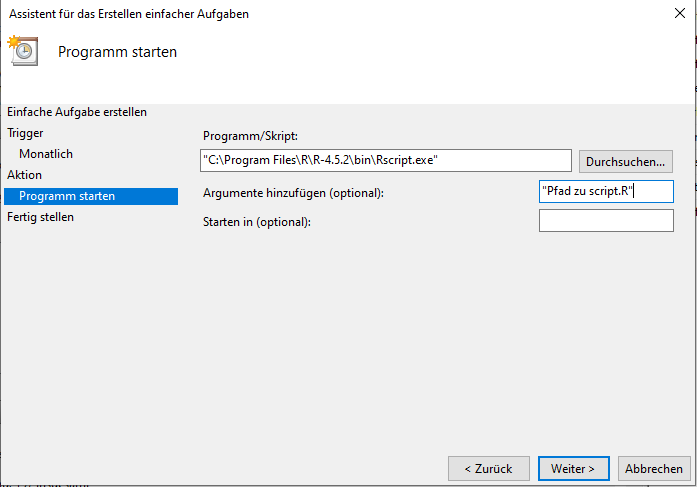 Assistent für das Erstellen einfacher Aufgaben
Programm starten
Einfache Aufgabe erstellen
Trigger
Monatlich
Aktion
Programm starten
Fertig stellen
Programm/Skript:
"C:\Program Files\R\R-4.5.2\bin\Rscript.exe"
Durchsuchen...
Argumente hinzufügen (optional):
"Pfad zu script.R"
Starten in (optional):
< Zurück
Weiter >
Abbrechen